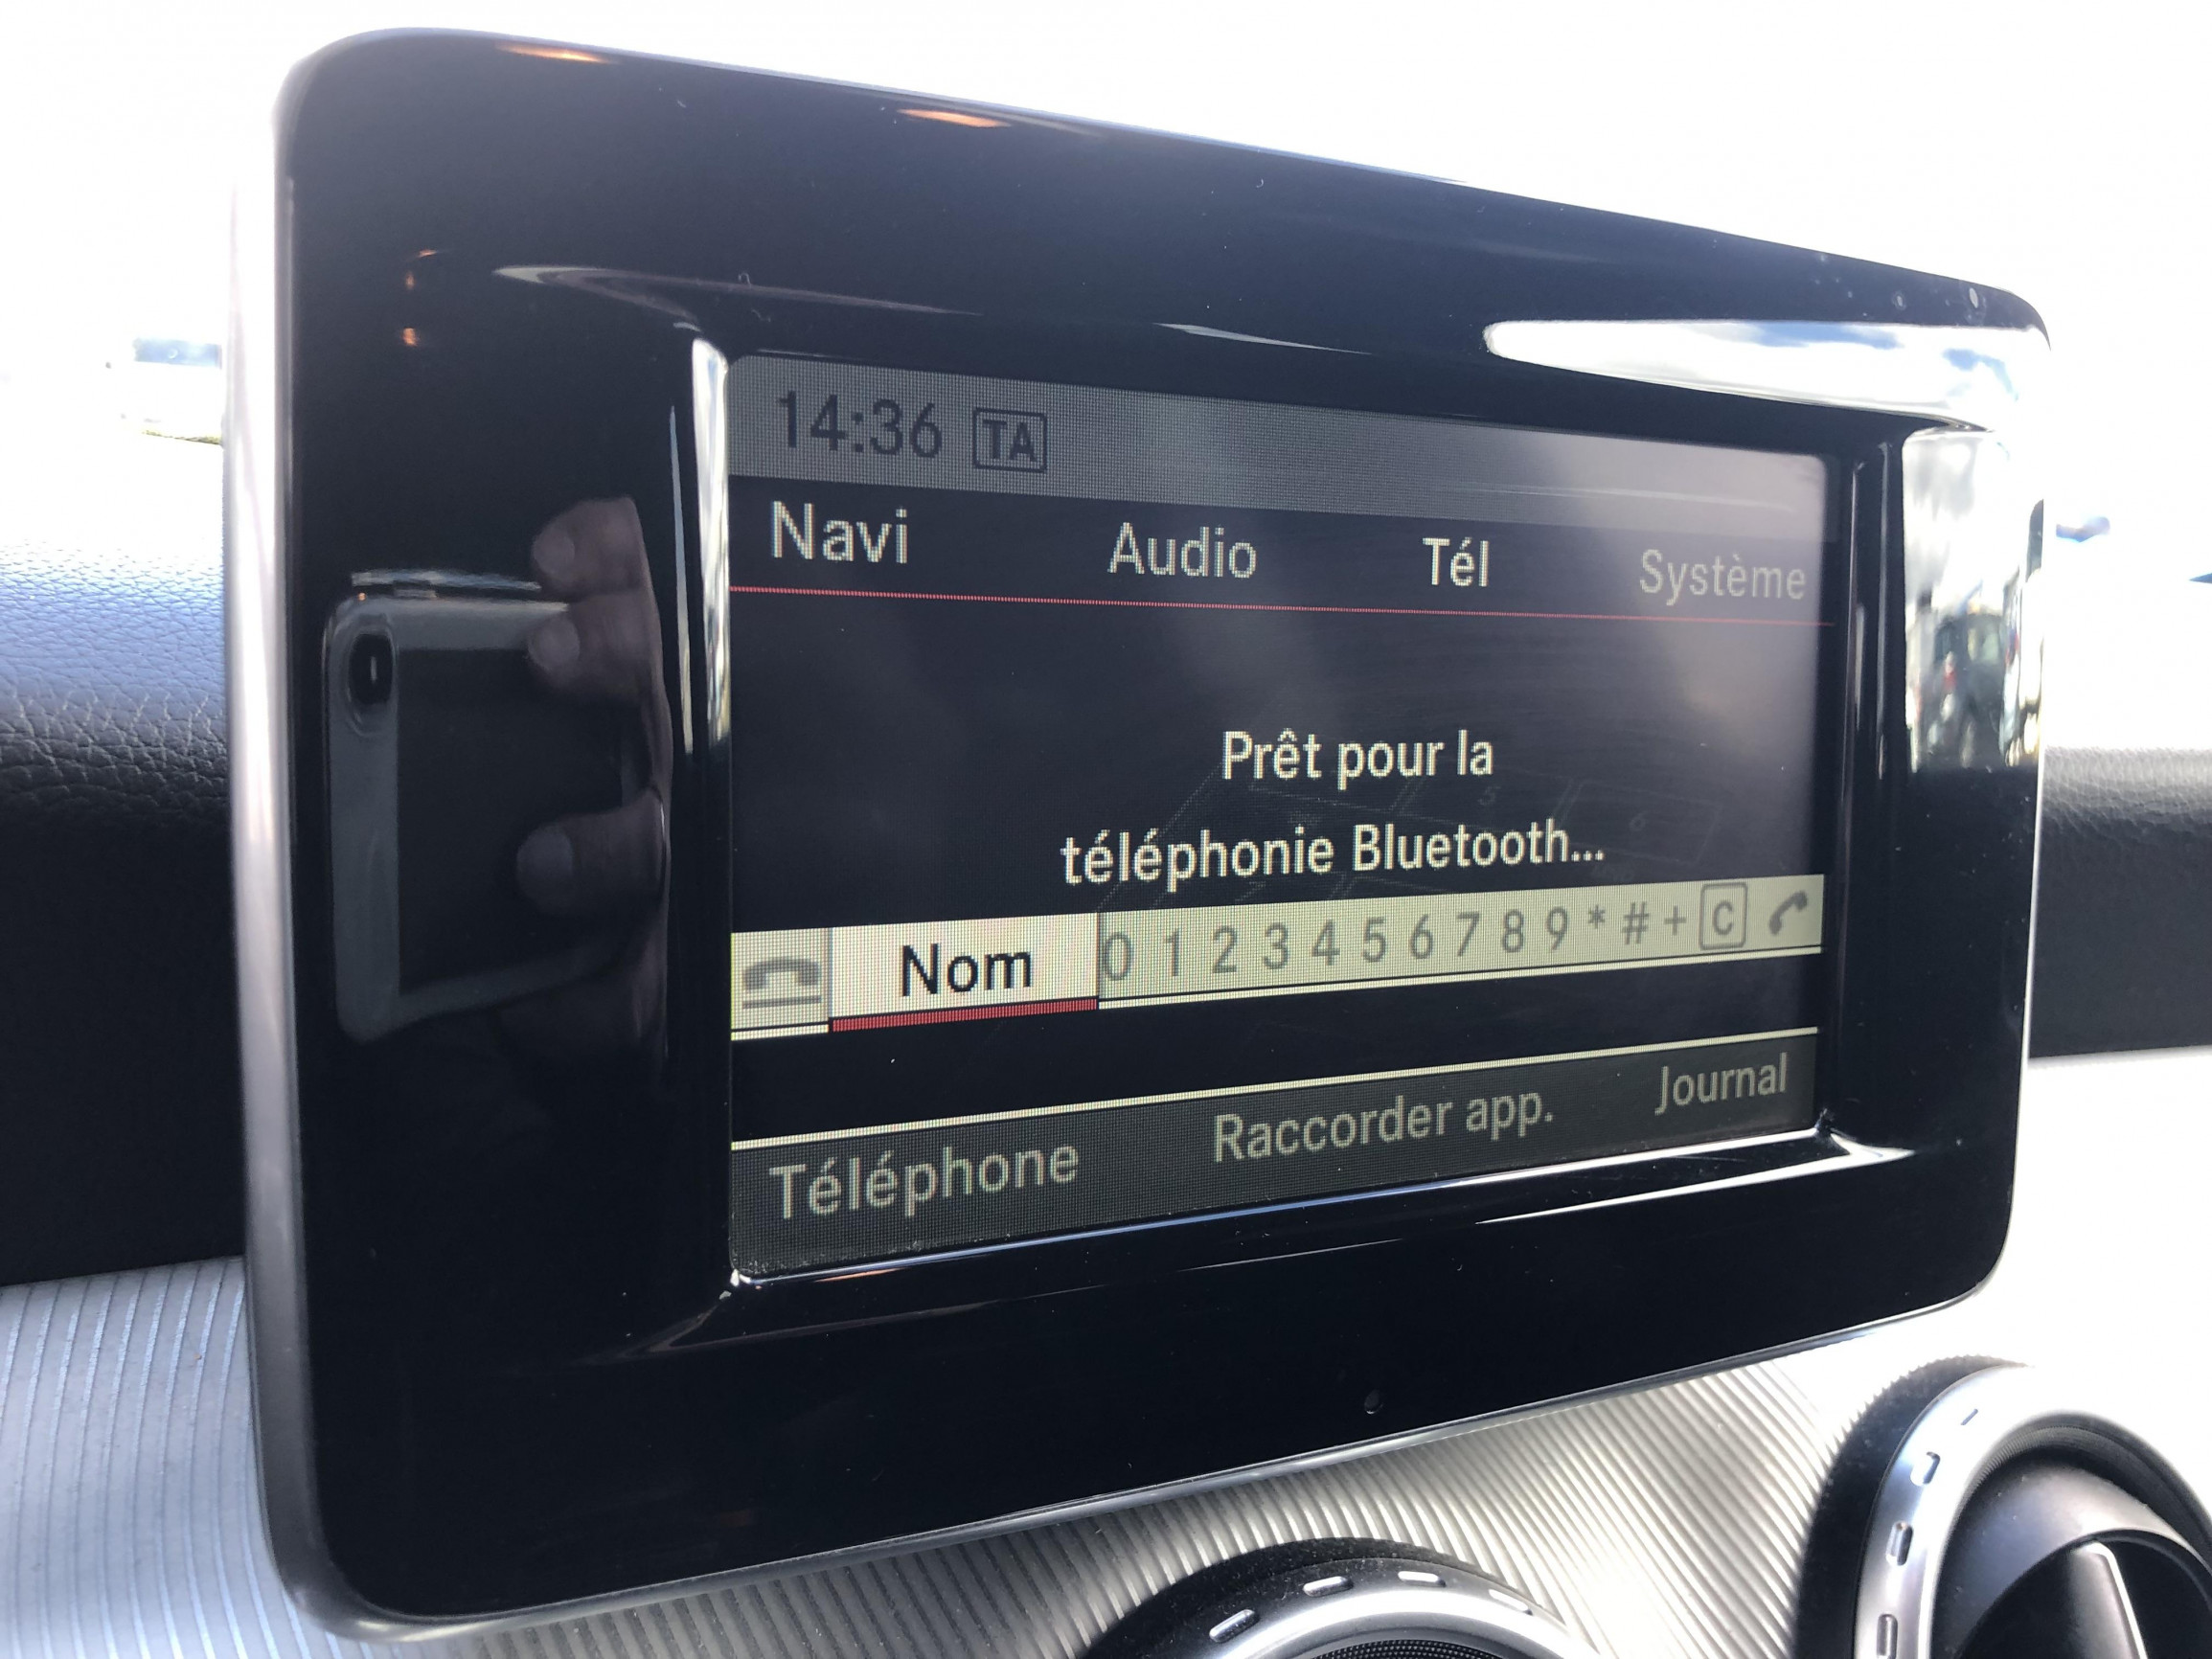 14:36 TA
Navi Audio Tél Système
Prêt pour la
téléphonie Bluetooth...
Nom 0 1 2 3 4 5 6 7 8 9 * # + C
Téléphone Raccorder app. Journal